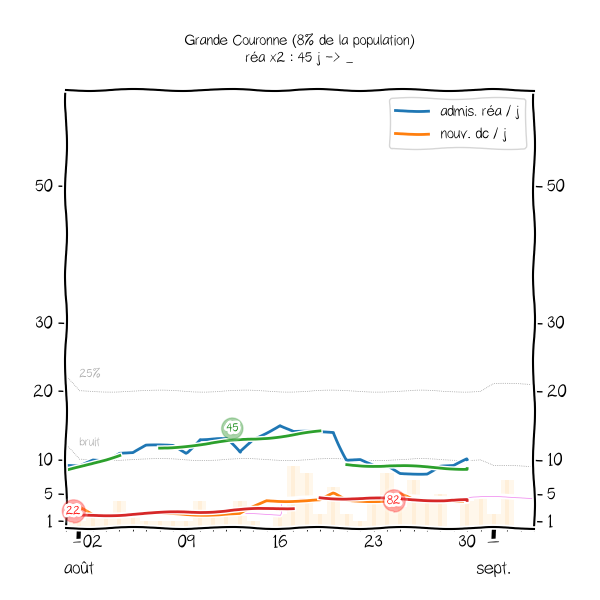 Grande Couronne (8% de la population)
réa x2 : 45 j -> _
admis. réa / j
nouv. dc / j
50 50
30 30
25%
20 20
45
bruit
10 10
5 82 5
22
1 1
02 09 16 23 30
août sept.